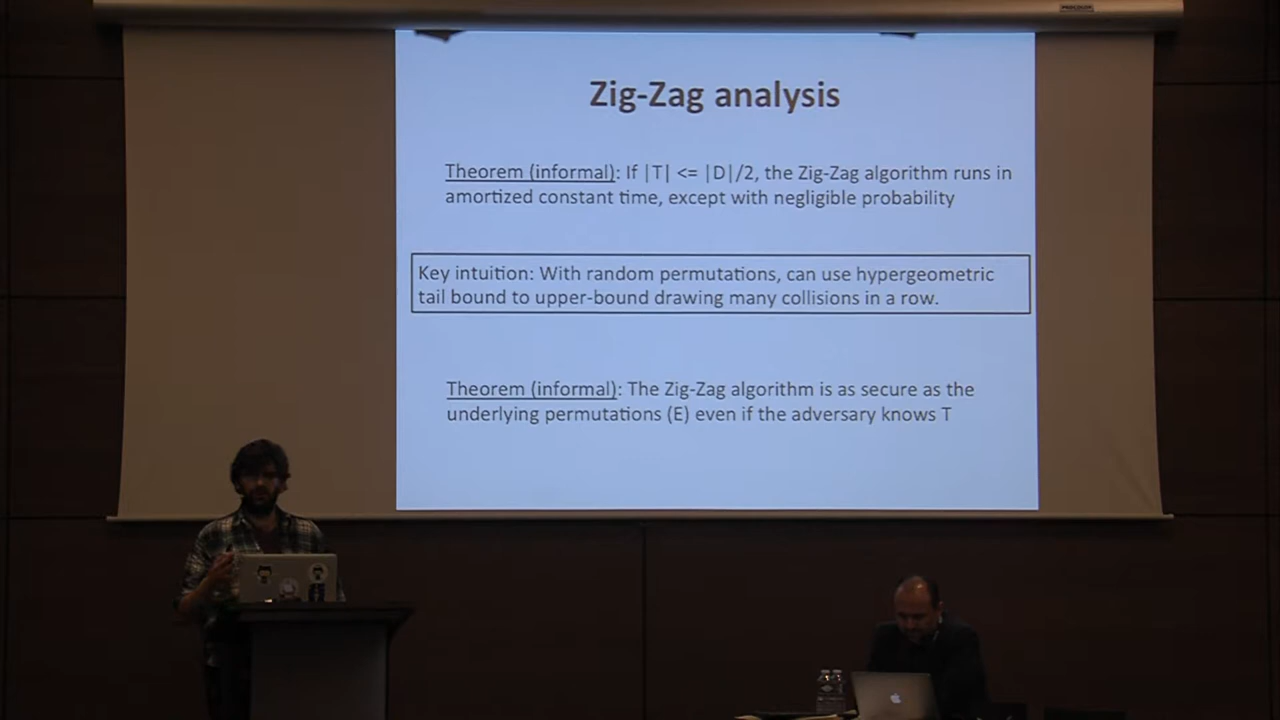 PROCOLOR
Zig-Zag analysis
Theorem (informal): If |T| <= |D|/2, the Zig-Zag algorithm runs in
amortized constant time, except with negligible probability
Key intuition: With random permutations, can use hypergeometric
tail bound to upper-bound drawing many collisions in a row.
Theorem (informal): The Zig-Zag algorithm is as secure as the
underlying permutations (E) even if the adversary knows T